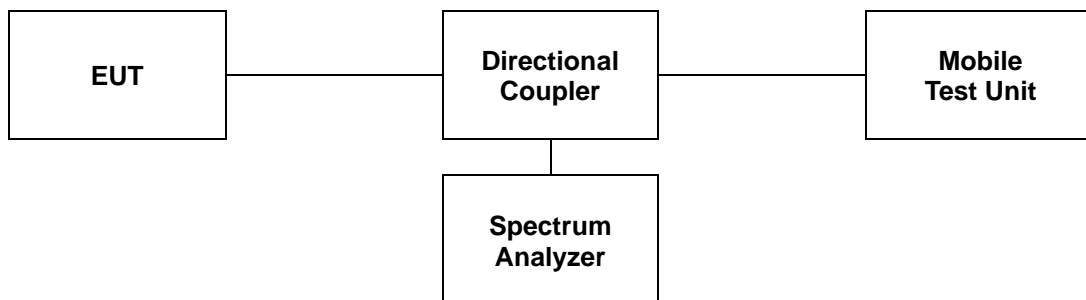 EUT
Directional
Coupler
Mobile
Test Unit
Spectrum
Analyzer